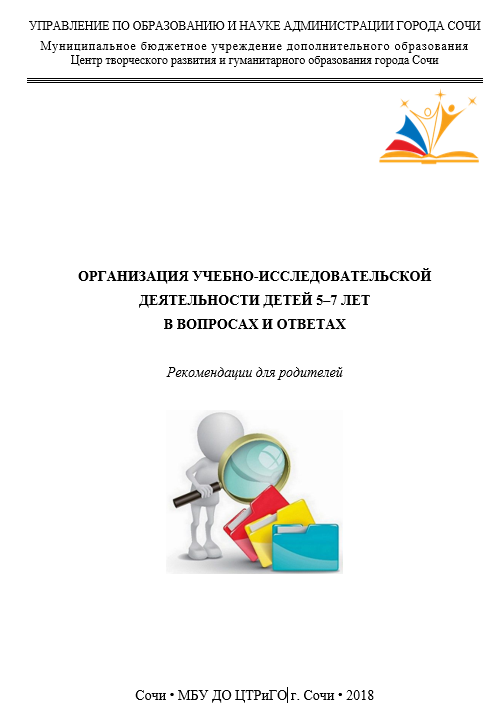 УПРАВЛЕНИЕ ПО ОБРАЗОВАНИЮ И НАУКЕ АДМИНИСТРАЦИИ ГОРОДА СОЧИ
Муниципальное бюджетное учреждение дополнительного образования
Центр творческого развития и гуманитарного образования города Сочи
ОРГАНИЗАЦИЯ УЧЕБНО-ИССЛЕДОВАТЕЛЬСКОЙ
ДЕЯТЕЛЬНОСТИ ДЕТЕЙ 5–7 ЛЕТ
В ВОПРОСАХ И ОТВЕТАХ
Рекомендации для родителей
Сочи • МБУ ДО ЦТРиГО г. Сочи • 2018